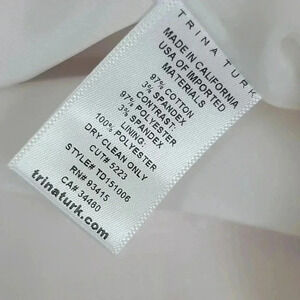 TRINA TURK
MADE IN CALIFORNIA
USA OF IMPORTED
MATERIALS
97% COTTON
3% SPANDEX
CONTRAST:
97% POLYESTER
3% SPANDEX
LINING:
100% POLYESTER
DRY CLEAN ONLY
CUT# 5223
STYLE# TD151006
RN# 93415
CA# 34460
trinaturk.com